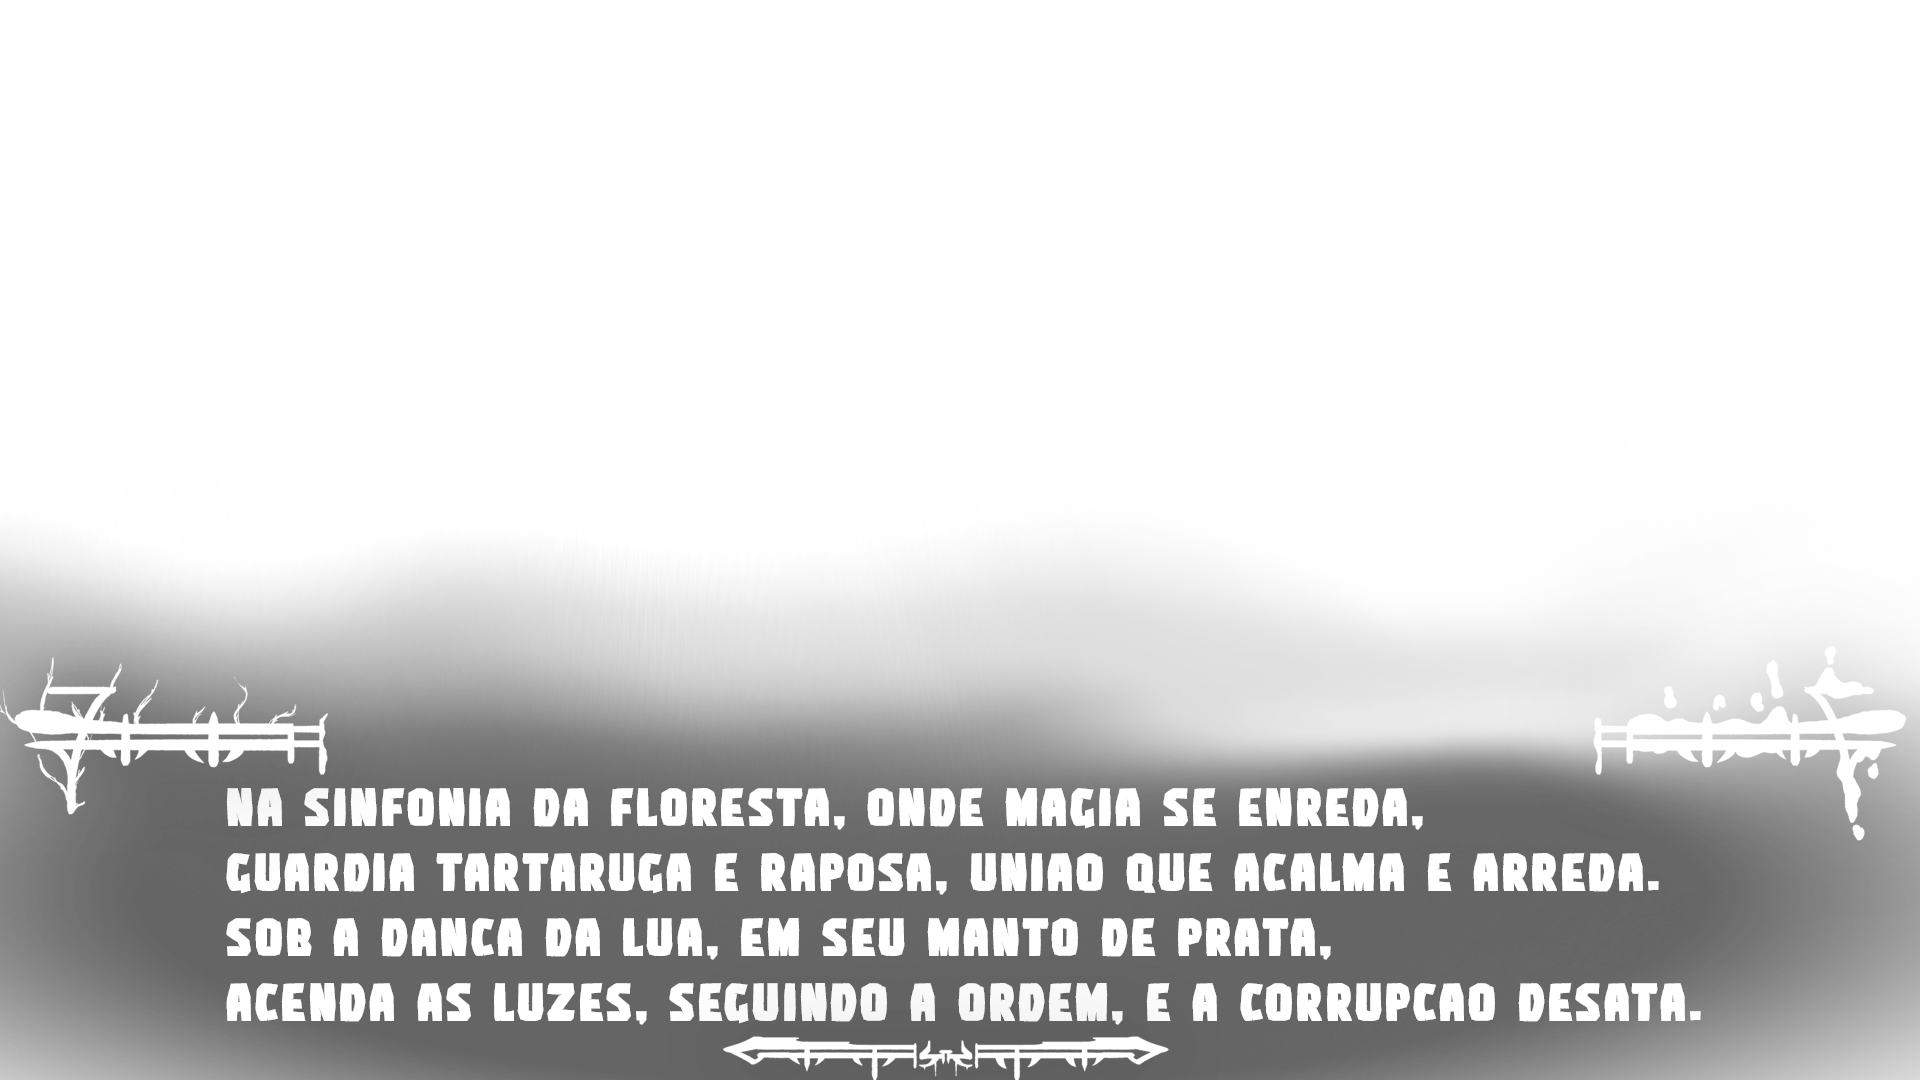 NA SINFONIA DA FLORESTA, ONDE MAGIA SE ENREDA,
GUARDIA TARTARUGA E RAPOSA, UNIAO QUE ACALMA E ARREDA.
SOB A DANCA DA LUA, EM SEU MANTO DE PRATA,
ACENDA AS LUZES, SEGUINDO A ORDEM, E A CORRUPCAO DESATA.